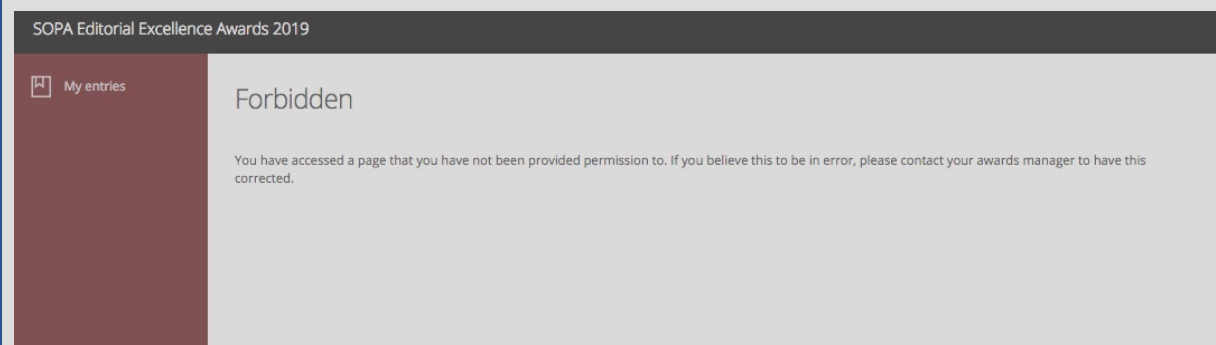 SOPA Editorial Excellence Awards 2019
My entries
Forbidden
You have accessed a page that you have not been provided permission to. If you believe this to be in error, please contact your awards manager to have this
corrected.